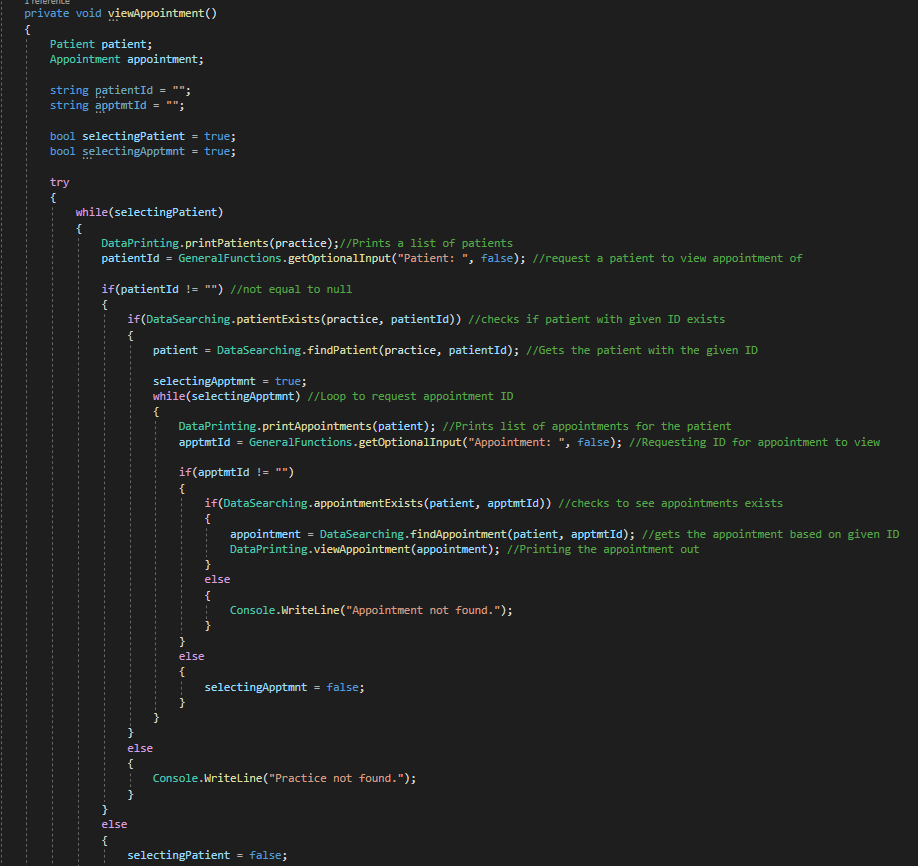 1 reference
private void viewAppointment()
{
    Patient patient;
    Appointment appointment;

    string patientId = "";
    string apptmtId = "";

    bool selectingPatient = true;
    bool selectingApptmnt = true;

    try
    {
        while(selectingPatient)
        {
            DataPrinting.printPatients(practice);//Prints a list of patients
            patientId = GeneralFunctions.getOptionalInput("Patient: ", false); //request a patient to view appointment of

            if(patientId != "") //not equal to null
            {
                if(DataSearching.patientExists(practice, patientId)) //checks if patient with given ID exists
                {
                    patient = DataSearching.findPatient(practice, patientId); //Gets the patient with the given ID

                    selectingApptmnt = true;
                    while(selectingApptmnt) //Loop to request appointment ID
                    {
                        DataPrinting.printAppointments(patient); //Prints list of appointments for the patient
                        apptmtId = GeneralFunctions.getOptionalInput("Appointment: ", false); //Requesting ID for appointment to view

                        if(apptmtId != "")
                        {
                            if(DataSearching.appointmentExists(patient, apptmtId)) //checks to see appointments exists
                            {
                                appointment = DataSearching.findAppointment(patient, apptmtId); //gets the appointment based on given ID
                                DataPrinting.viewAppointment(appointment); //Printing the appointment out
                            }
                            else
                            {
                                Console.WriteLine("Appointment not found.");
                            }
                        }
                        else
                        {
                            selectingApptmnt = false;
                        }
                    }
                }
                else
                {
                    Console.WriteLine("Practice not found.");
                }
            }
            else
            {
                selectingPatient = false;